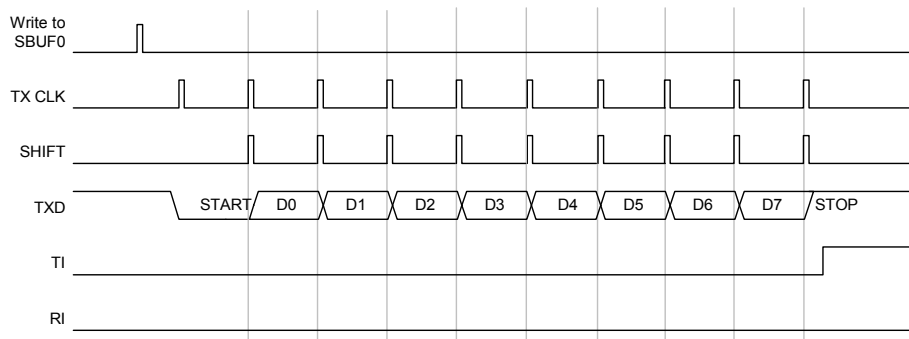 Write to
SBUF0
TX CLK
SHIFT
TXD START D0 D1 D2 D3 D4 D5 D6 D7 STOP
TI
RI